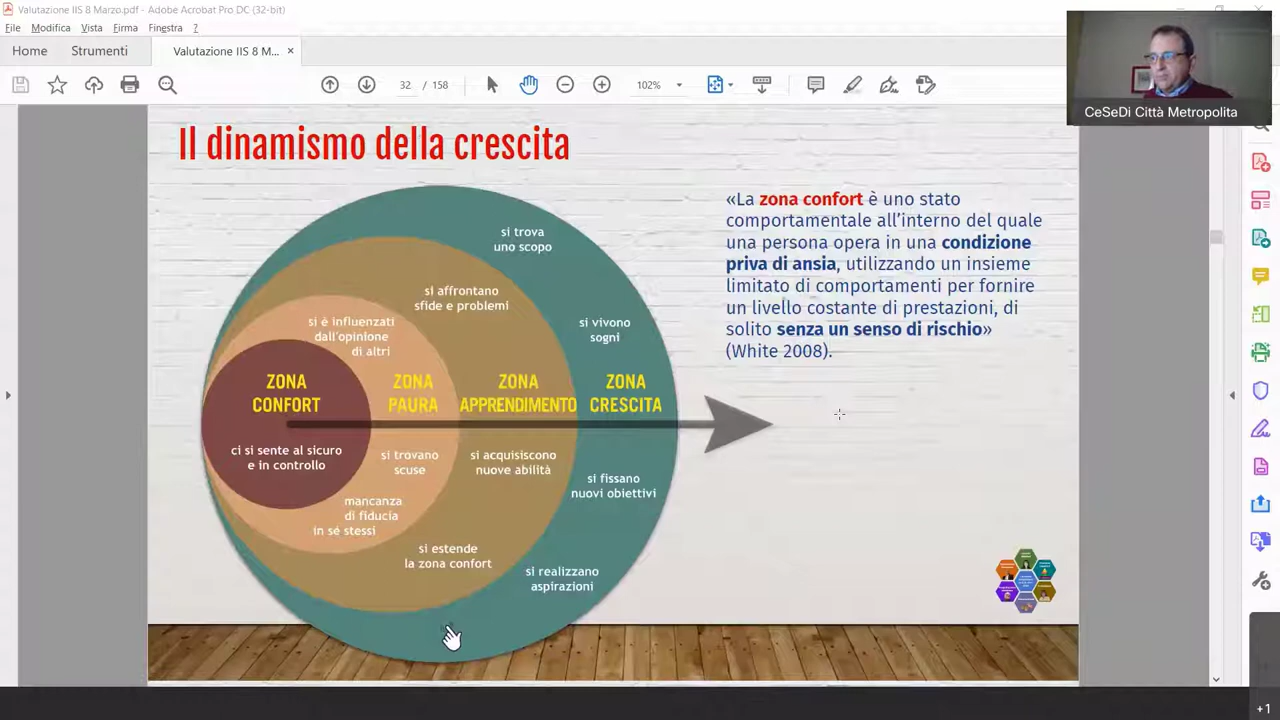 Valutazione IIS 8 Marzo.pdf - Adobe Acrobat Pro DC (32-bit)
File Modifica Vista Firma Finestra ?
Home Strumenti Valutazione IIS 8 M... ×
32 / 158 102%
CeSeDi Città Metropolita
Il dinamismo della crescita
si trova
uno scopo
si affrontano
sfide e problemi
si è influenzati
dall'opinione
di altri
si vivono
sogni
ZONA
CONFORT
ZONA
PAURA
ZONA
APPRENDIMENTO
ZONA
CRESCITA
ci si sente al sicuro
e in controllo
si trovano
scuse
si acquisiscono
nuove abilità
si fissano
nuovi obiettivi
mancanza
di fiducia
in sé stessi
si estende
la zona confort
si realizzano
aspirazioni
«La zona confort è uno stato
comportamentale all'interno del quale
una persona opera in una condizione
priva di ansia, utilizzando un insieme
limitato di comportamenti per fornire
un livello costante di prestazioni, di
solito senza un senso di rischio»
(White 2008).
+1